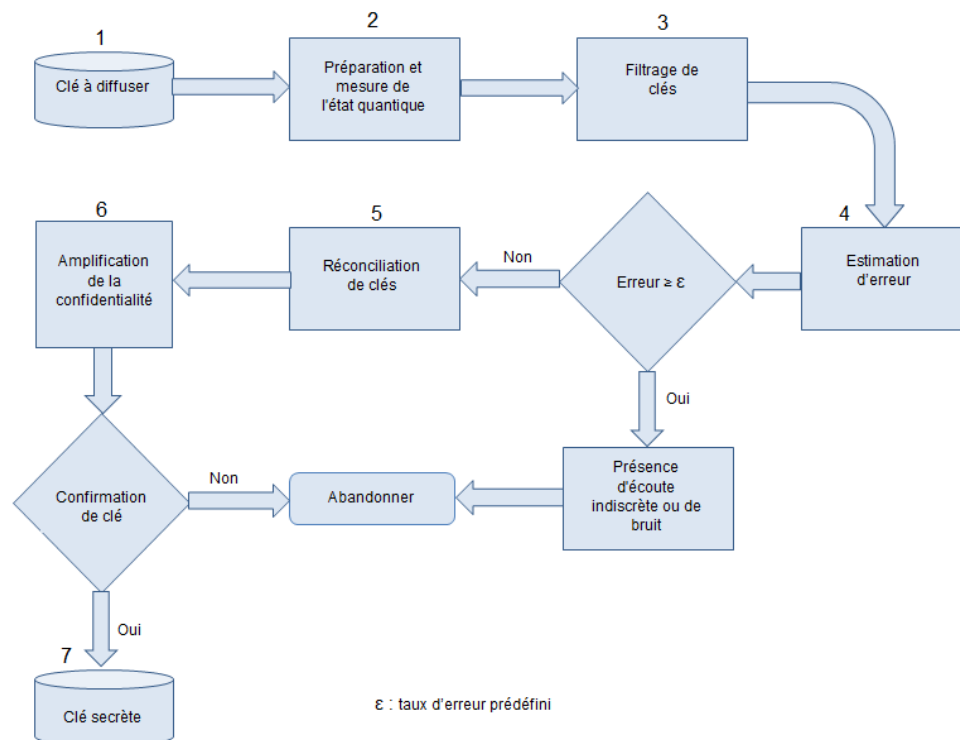 1
Clé à diffuser
2
Préparation et
mesure de
l'état quantique
3
Filtrage de
clés
4
Estimation
d'erreur
Erreur ≥ ε
Non
5
Réconciliation
de clés
6
Amplification
de la
confidentialité
Oui
Présence
d'écoute
indiscrète ou de
bruit
Abandonner
Non
Confirmation
de clé
Oui
7
Clé secrète
ε : taux d'erreur prédéfini